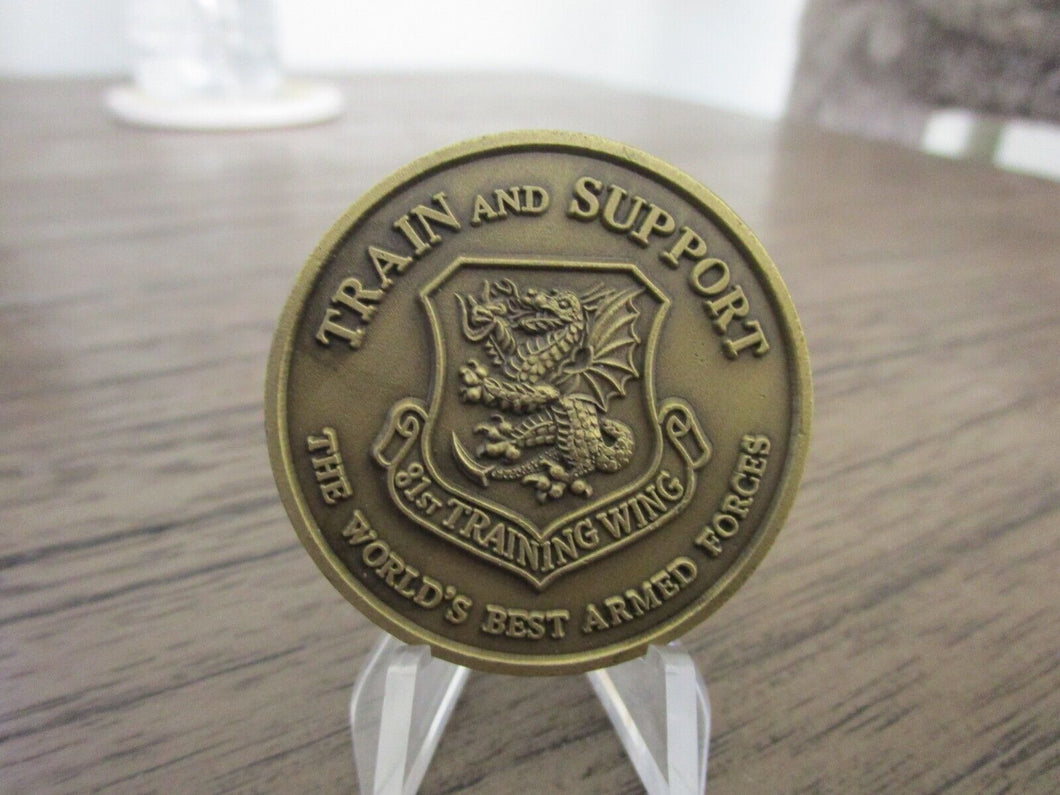 TRAIN AND SUPPORT
81ST TRAINING WING
THE WORLD'S BEST ARMED FORCES